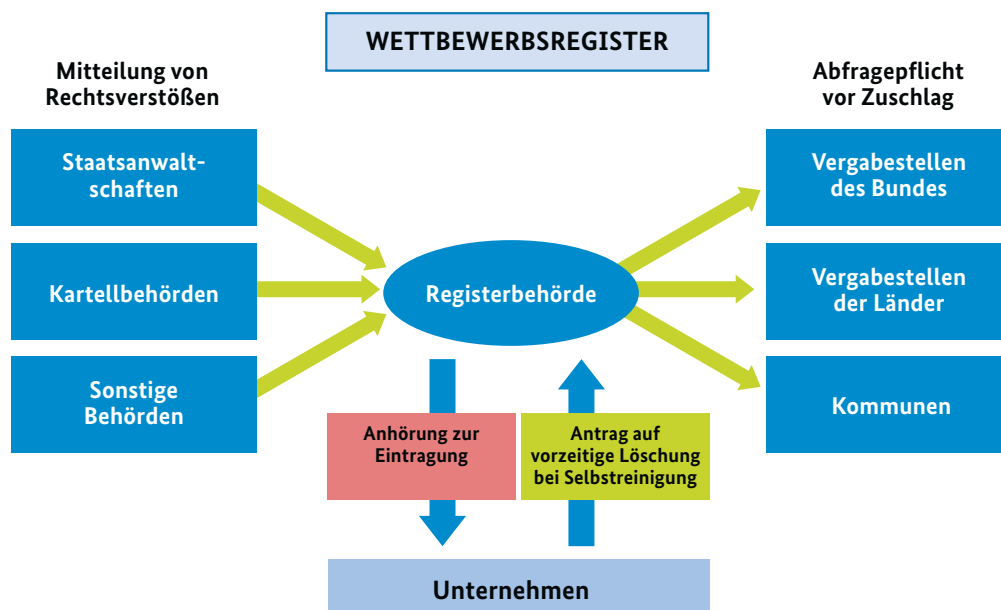 WETTBEWERBSREGISTER
Mitteilung von
Rechtsverstößen
Staatsanwalt-
schaften
Kartellbehörden
Sonstige
Behörden
Registerbehörde
Abfragepflicht
vor Zuschlag
Vergabestellen
des Bundes
Vergabestellen
der Länder
Kommunen
Anhörung zur
Eintragung
Antrag auf
vorzeitige Löschung
bei Selbstreinigung
Unternehmen